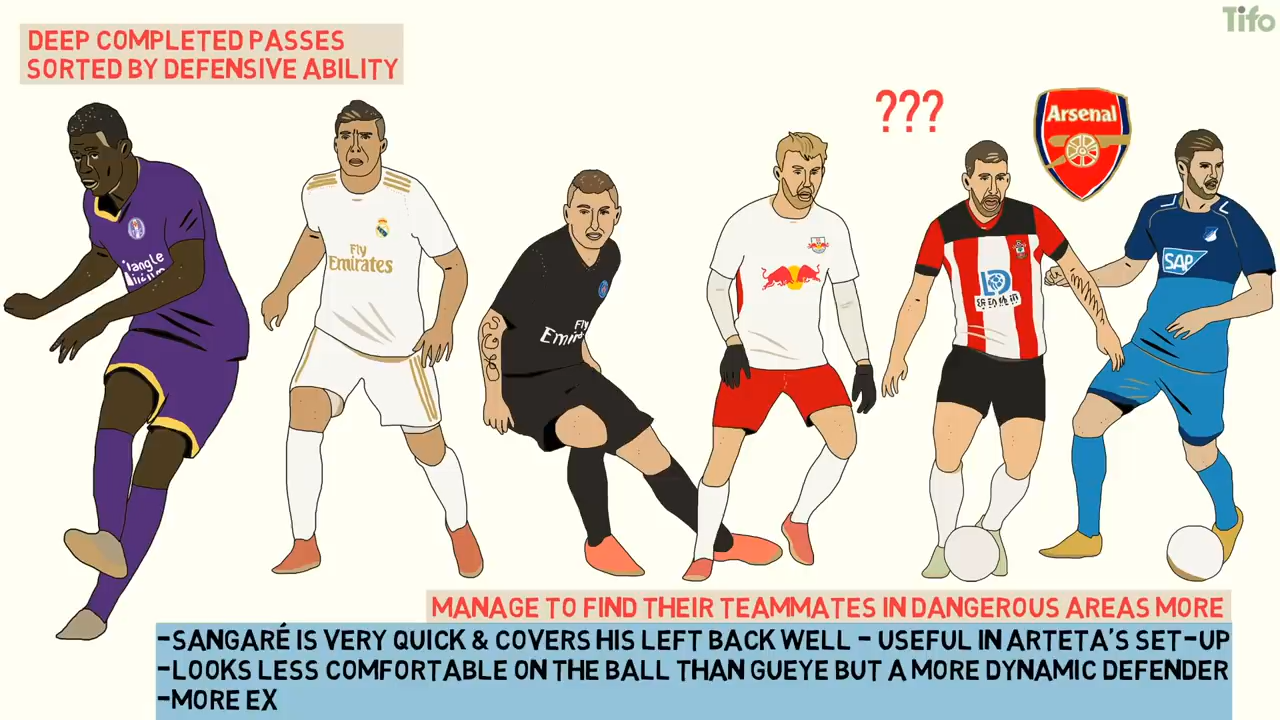 Tifo
DEEP COMPLETED PASSES
SORTED BY DEFENSIVE ABILITY
???
Arsenal
Fly
Emirates
Fly
SAP
MANAGE TO FIND THEIR TEAMMATES IN DANGEROUS AREAS MORE
-SANGARÉ IS VERY QUICK & COVERS HIS LEFT BACK WELL - USEFUL IN ARTETA'S SET-UP
-LOOKS LESS COMFORTABLE ON THE BALL THAN GUEYE BUT A MORE DYNAMIC DEFENDER
-MORE EX